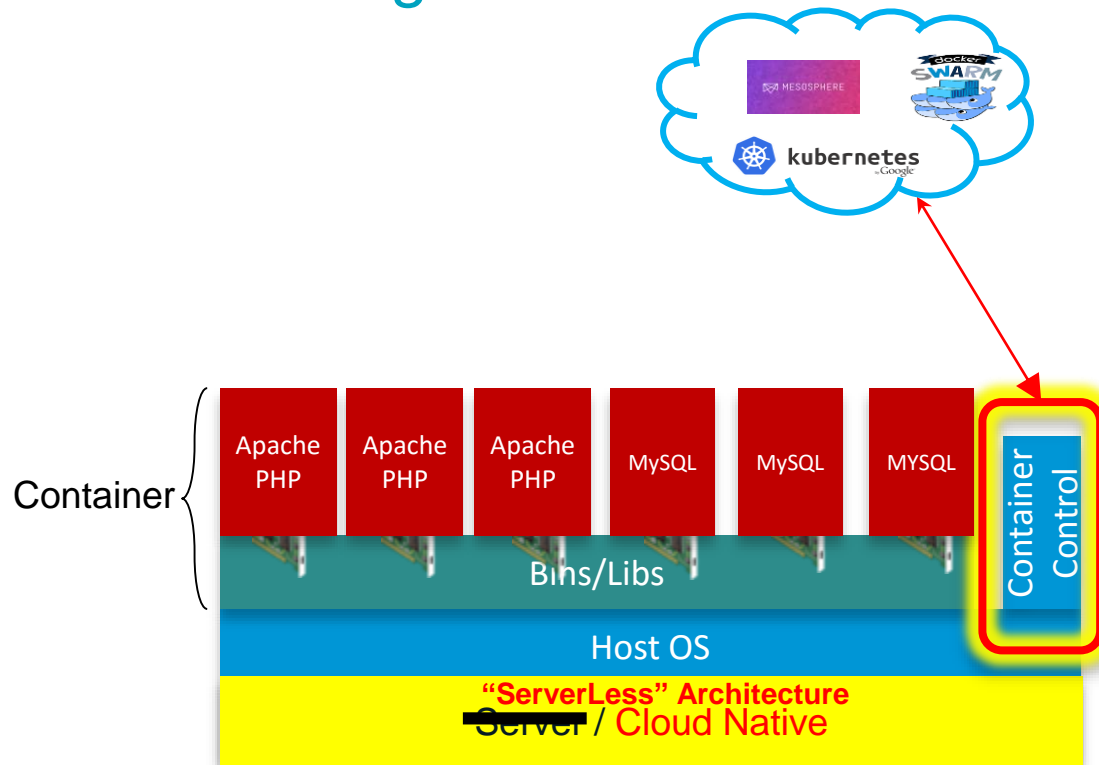 docker
SWARM
MESOSPHERE
kubernetes
by Google
Apache
PHP
Apache
PHP
Apache
PHP
MySQL
MySQL
MYSQL
Container
Control
Container
Bins/Libs
Host OS
“ServerLess” Architecture
Server / Cloud Native